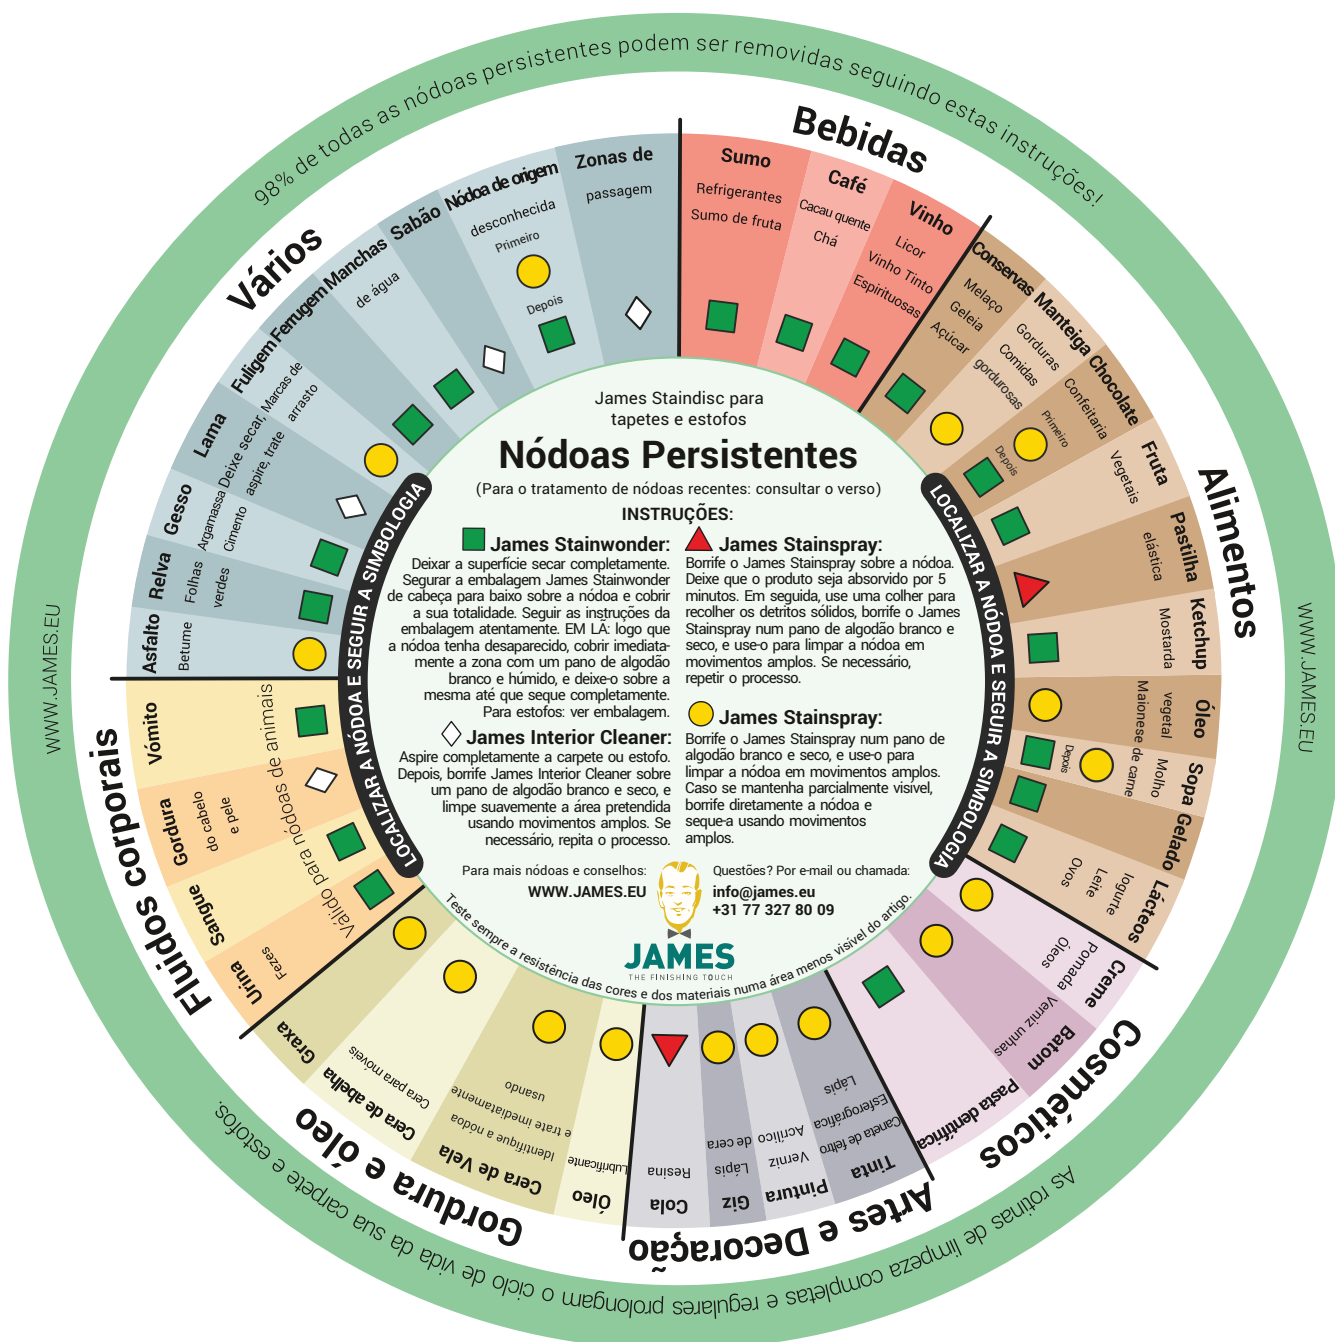 98% de todas as nódoas persistentes podem ser removidas seguindo estas instruções!
WWW.JAMES.EU
WWW.JAMES.EU
As rotinas de limpeza completas e regulares prolongam o ciclo de vida da sua carpete e estofos.
Bebidas
Sumo
Refrigerantes
Sumo de fruta
Café
Cacau quente
Chá
Vinho
Licor
Vinho Tinto
Espirituosas
Alimentos
Conservas
Melaço
Geleia
Açúcar
Manteiga
Gorduras
Comidas
gordurosas
Chocolate
Confeitaria
Primeiro
Depois
Fruta
Vegetais
Pastilha
elástica
Ketchup
Mostarda
Óleo
vegetal
Maionese
Sopa
Molho
de carne
Depois
Gelado
Lácteos
Iogurte
Leite
Ovos
Cosméticos
Creme
Pomada
Óleos
Batom
Verniz unhas
Pasta dentífrica
Artes e Decoração
Tinta
Caneta de feltro
Esferográfica
Lápis
Pintura
Verniz
Acrílico
Giz
Lápis
de cera
Cola
Resina
Gordura e óleo
Óleo
Lubrificante
Cera de Vela
Identifique a nódoa
e trate imediatamente
usando
Cera de abelha
Cera para móveis
Graxa
Fluidos corporais
Urina
Fezes
Sangue
Gordura
do cabelo
e pele
Vómito
Válido para nódoas de animais
Vários
Asfalto
Betume
Relva
Folhas
verdes
Gesso
Argamassa
Cimento
Lama
Deixe secar,
aspire, trate
Fuligem
Marcas de
arrasto
Ferrugem
Manchas
de água
Sabão
Nódoa de origem
desconhecida
Primeiro
Depois
Zonas de
passagem
LOCALIZAR A NÓDOA E SEGUIR A SIMBOLOGIA
LOCALIZAR A NÓDOA E SEGUIR A SIMBOLOGIA
James Staindisc para
tapetes e estofos
Nódoas Persistentes
(Para o tratamento de nódoas recentes: consultar o verso)
INSTRUÇÕES:
James Stainwonder:
Deixar a superfície secar completamente.
Segurar a embalagem James Stainwonder
de cabeça para baixo sobre a nódoa e cobrir
a sua totalidade. Seguir as instruções da
embalagem atentamente. EM LÃ: logo que
a nódoa tenha desaparecido, cobrir imediata-
mente a zona com um pano de algodão
branco e húmido, e deixe-o sobre a
mesma até que seque completamente.
Para estofos: ver embalagem.
James Interior Cleaner:
Aspire completamente a carpete ou estofo.
Depois, borrife James Interior Cleaner sobre
um pano de algodão branco e seco, e
limpe suavemente a área pretendida
usando movimentos amplos. Se
necessário, repita o processo.
James Stainspray:
Borrife o James Stainspray sobre a nódoa.
Deixe que o produto seja absorvido por 5
minutos. Em seguida, use uma colher para
recolher os detritos sólidos, borrife o James
Stainspray num pano de algodão branco e
seco, e use-o para limpar a nódoa em
movimentos amplos. Se necessário,
repetir o processo.
James Stainspray:
Borrife o James Stainspray num pano de
algodão branco e seco, e use-o para
limpar a nódoa em movimentos amplos.
Caso se mantenha parcialmente visível,
borrife diretamente a nódoa e
seque-a usando movimentos
amplos.
Para mais nódoas e conselhos:
WWW.JAMES.EU
Questões? Por e-mail ou chamada:
info@james.eu
+31 77 327 80 09
JAMES
THE FINISHING TOUCH
Teste sempre a resistência das cores e dos materiais numa área menos visível do artigo.